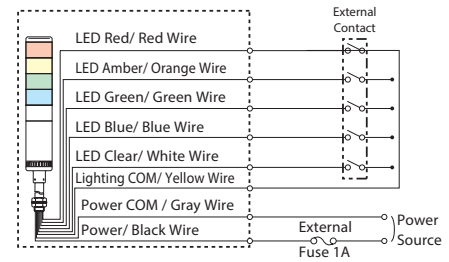 External
Contact
LED Red/ Red Wire
LED Amber/ Orange Wire
LED Green/ Green Wire
LED Blue/ Blue Wire
LED Clear/ White Wire
Lighting COM/ Yellow Wire
Power COM / Gray Wire
Power/ Black Wire
External
Fuse 1A
Power
Source